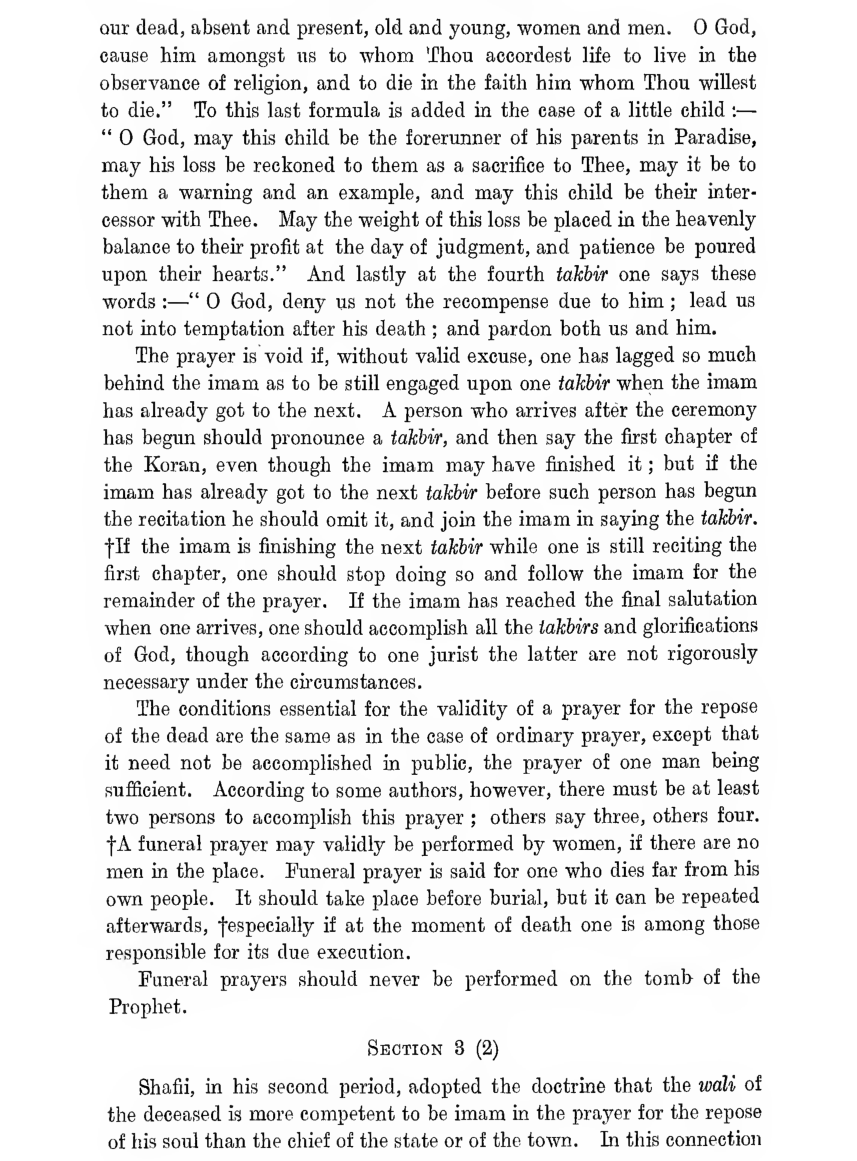 our dead, absent and present, old and young, women and men. O God,
cause him amongst us to whom Thou accordest life to live in the
observance of religion, and to die in the faith him whom Thou willest
to die.” To this last formula is added in the case of a little child :—
“ O God, may this child be the forerunner of his parents in Paradise,
may his loss be reckoned to them as a sacrifice to Thee, may it be to
them a warning and an example, and may this child be their inter-
cessor with Thee. May the weight of this loss be placed in the heavenly
balance to their profit at the day of judgment, and patience be poured
upon their hearts.” And lastly at the fourth takbir one says these
words :—“ O God, deny us not the recompense due to him ; lead us
not into temptation after his death ; and pardon both us and him.
The prayer is void if, without valid excuse, one has lagged so much
behind the imam as to be still engaged upon one takbir when the imam
has already got to the next. A person who arrives after the ceremony
has begun should pronounce a takbir, and then say the first chapter of
the Koran, even though the imam may have finished it ; but if the
imam has already got to the next takbir before such person has begun
the recitation he should omit it, and join the imam in saying the takbir.
†If the imam is finishing the next takbir while one is still reciting the
first chapter, one should stop doing so and follow the imam for the
remainder of the prayer. If the imam has reached the final salutation
when one arrives, one should accomplish all the takbirs and glorifications
of God, though according to one jurist the latter are not rigorously
necessary under the circumstances.
The conditions essential for the validity of a prayer for the repose
of the dead are the same as in the case of ordinary prayer, except that
it need not be accomplished in public, the prayer of one man being
sufficient. According to some authors, however, there must be at least
two persons to accomplish this prayer ; others say three, others four.
†A funeral prayer may validly be performed by women, if there are no
men in the place. Funeral prayer is said for one who dies far from his
own people. It should take place before burial, but it can be repeated
afterwards, †especially if at the moment of death one is among those
responsible for its due execution.
Funeral prayers should never be performed on the tomb of the
Prophet.
SECTION 3 (2)
Shafii, in his second period, adopted the doctrine that the wali of
the deceased is more competent to be imam in the prayer for the repose
of his soul than the chief of the state or of the town. In this connection